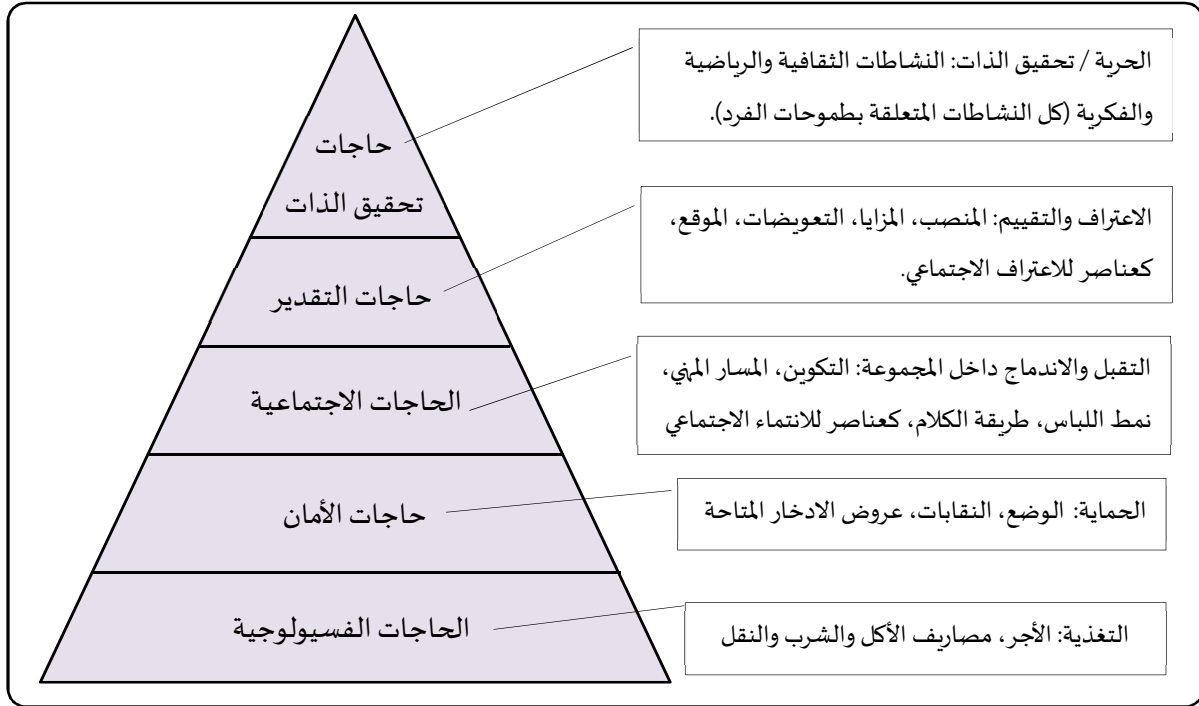 الحرية / تحقيق الذات: النشاطات الثقافية والرياضية
والفكرية (كل النشاطات المتعلقة بطموحات الفرد).
حاجات
تحقيق الذات
الاعتراف والتقييم: المنصب، المزايا، التعويضات، الموقع،
كعناصر للاعتراف الاجتماعي.
حاجات التقدير
التقبل والاندماج داخل المجموعة: التكوين، المسار المهني،
نمط اللباس، طريقة الكلام، كعناصر للانتماء الاجتماعي
الحاجات الاجتماعية
الحماية: الوضع، النقابات، عروض الادخار المتاحة
حاجات الأمان
التغذية: الأجر، مصاريف الأكل والشرب والنقل
الحاجات الفسيولوجية